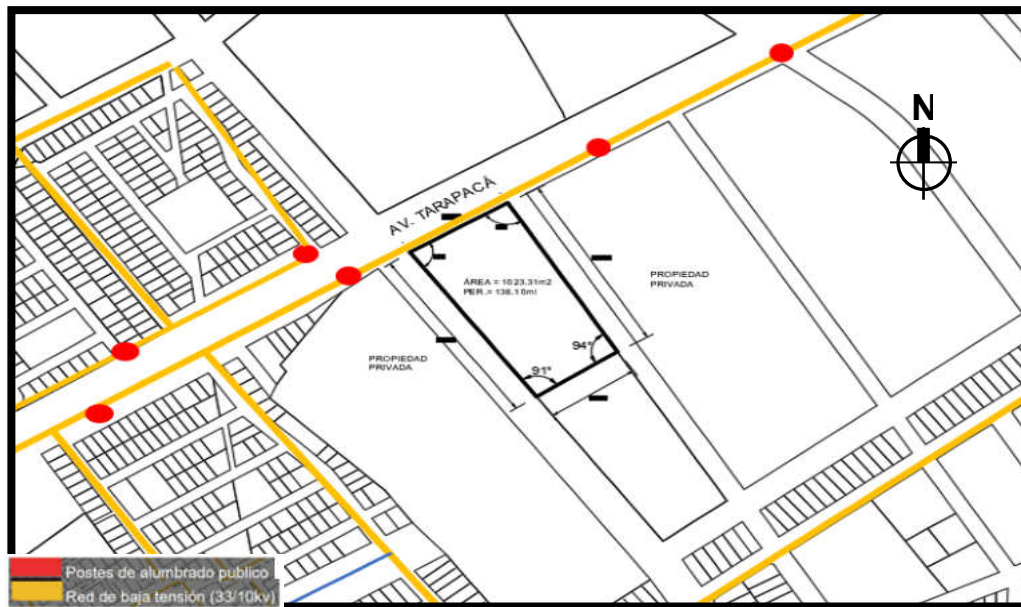 N
AV. TARAPACÁ
ÁREA = 1023.31m2
PER.= 136.10ml
PROPIEDAD
PRIVADA
PROPIEDAD
PRIVADA
94°
91°
Postes de alumbrado publico
Red de baja tensión (33/10kv)